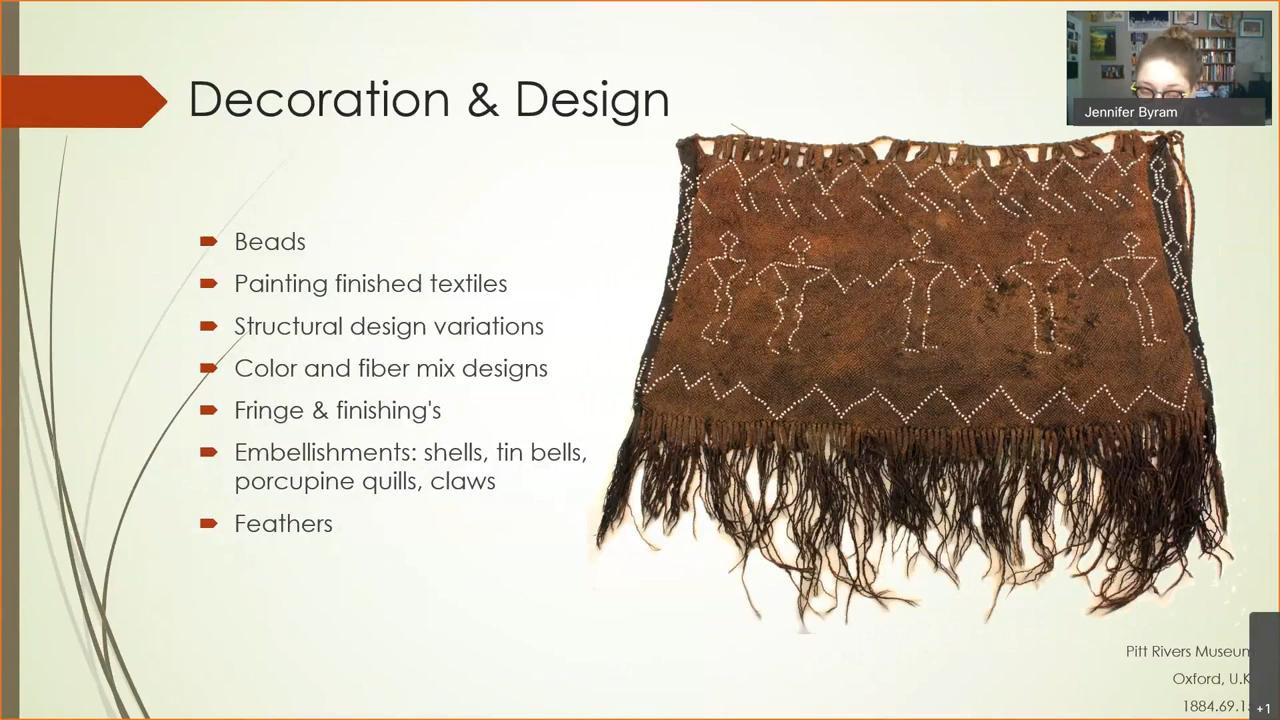 Decoration & Design
Jennifer Byram
Beads
Painting finished textiles
Structural design variations
Color and fiber mix designs
Fringe & finishing's
Embellishments: shells, tin bells,
porcupine quills, claws
Feathers
Pitt Rivers Museum
Oxford, U.K
1884.69.1
+1